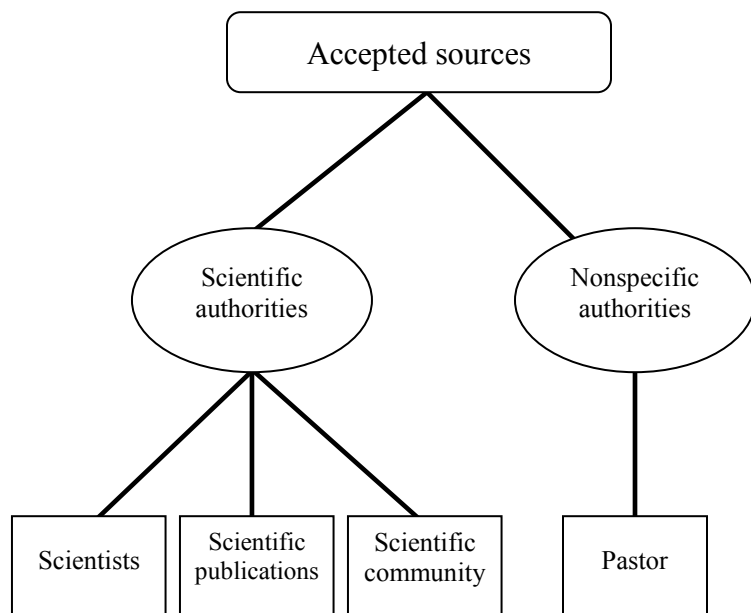 Accepted sources
Scientific
authorities
Nonspecific
authorities
Scientists
Scientific
publications
Scientific
community
Pastor